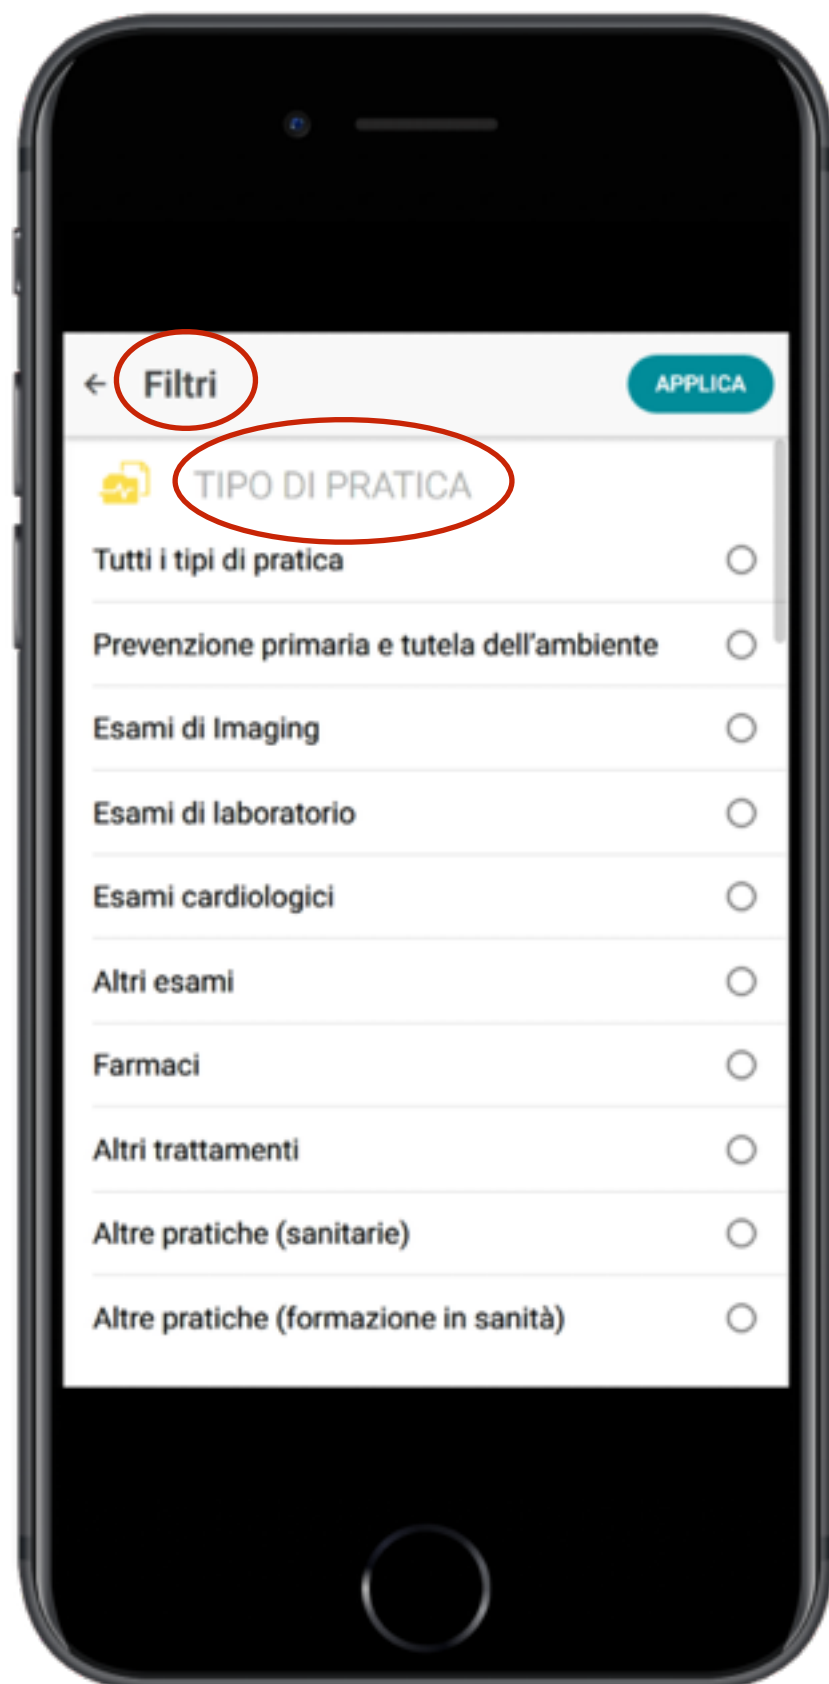 Filtri
APPLICA
TIPO DI PRATICA
Tutti i tipi di pratica
Prevenzione primaria e tutela dell'ambiente
Esami di Imaging
Esami di laboratorio
Esami cardiologici
Altri esami
Farmaci
Altri trattamenti
Altre pratiche (sanitarie)
Altre pratiche (formazione in sanità)